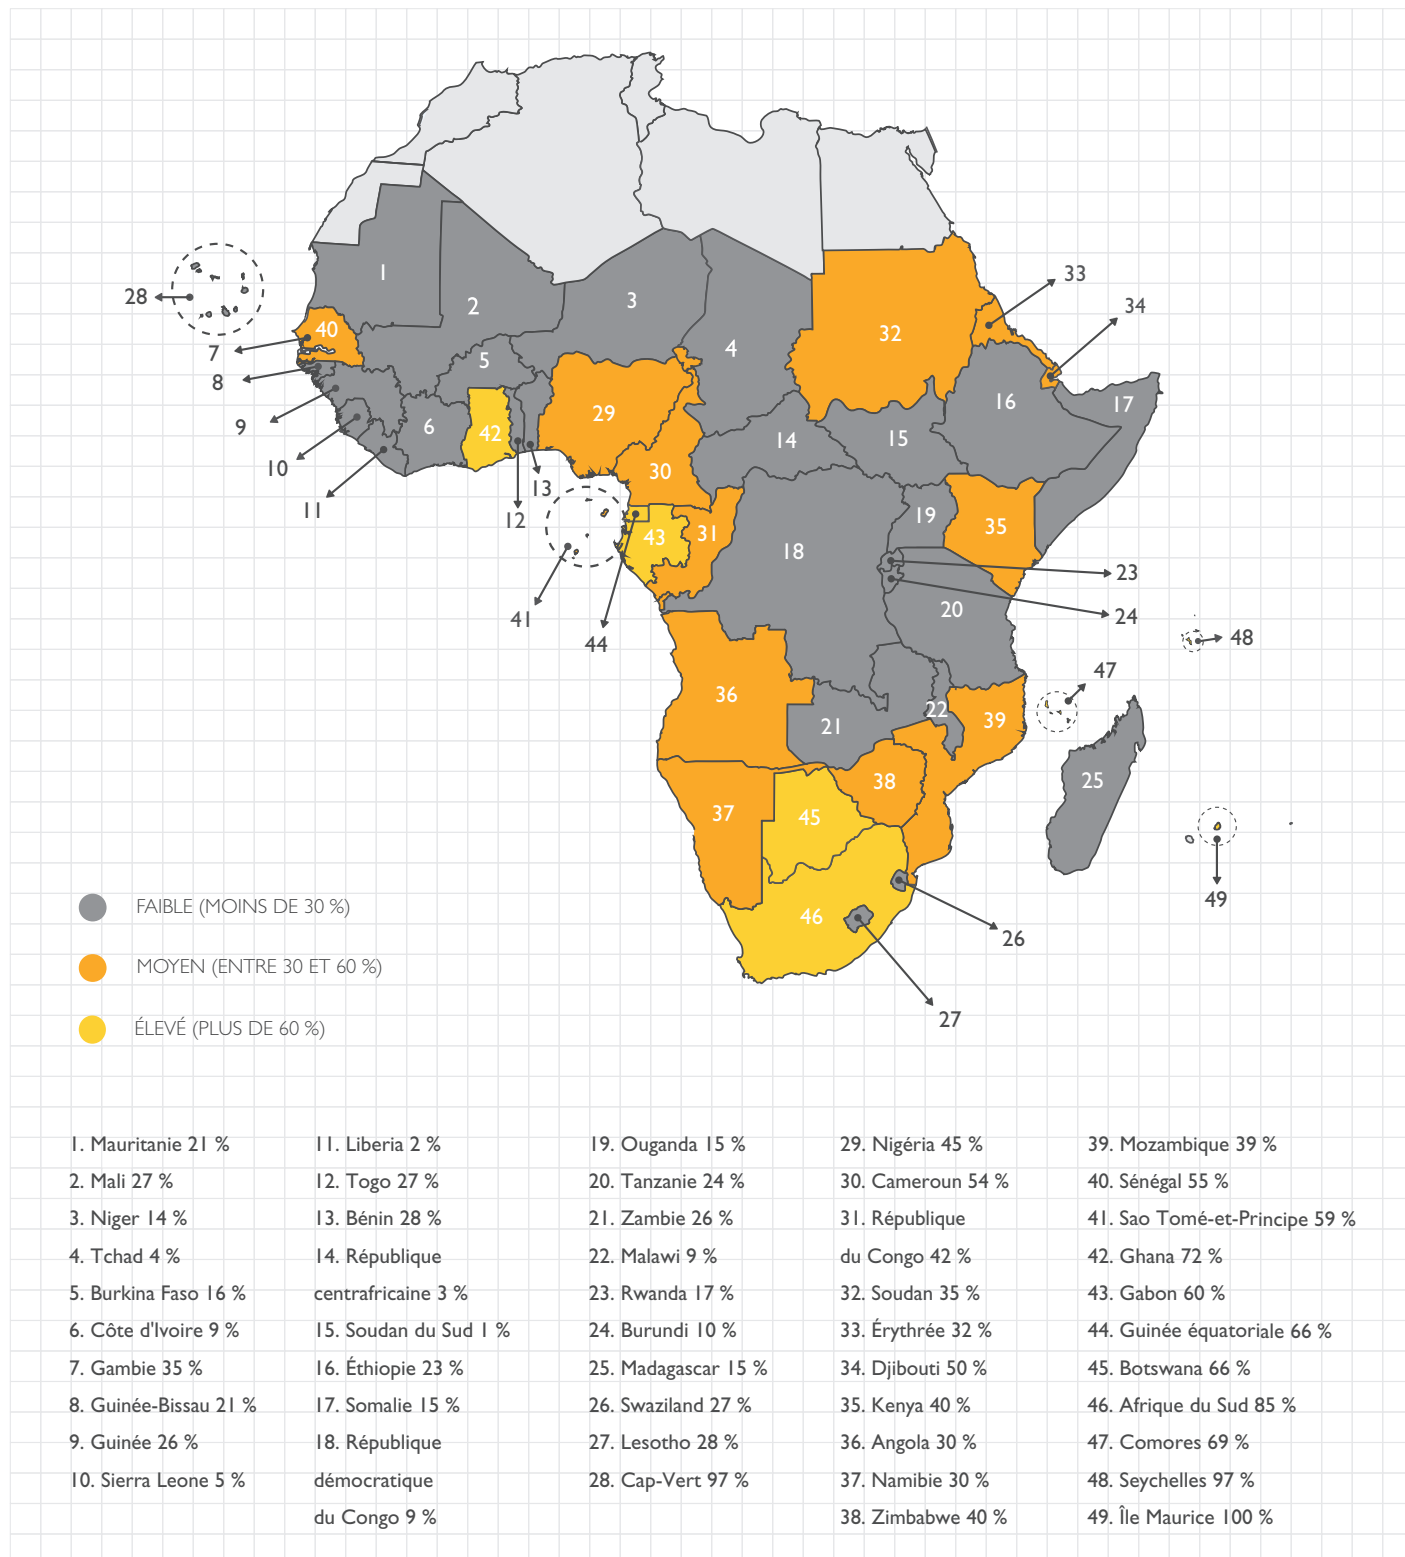 33
34
28
1
2
3
40
32
7
4
5
8
16
17
29
6
42
9
14
15
10
30
13
11
12
19
35
31
43
18
23
20
24
41
44
48
47
36
22
39
21
38
25
37
45
49
46
26
27
FAIBLE (MOINS DE 30 %)
MOYEN (ENTRE 30 ET 60 %)
ÉLEVÉ (PLUS DE 60 %)
1. Mauritanie 21 %
2. Mali 27 %
3. Niger 14 %
4. Tchad 4 %
5. Burkina Faso 16 %
6. Côte d'Ivoire 9 %
7. Gambie 35 %
8. Guinée-Bissau 21 %
9. Guinée 26 %
10. Sierra Leone 5 %
11. Liberia 2 %
12. Togo 27 %
13. Bénin 28 %
14. République
centrafricaine 3 %
15. Soudan du Sud 1 %
16. Éthiopie 23 %
17. Somalie 15 %
18. République
démocratique
du Congo 9 %
19. Ouganda 15 %
20. Tanzanie 24 %
21. Zambie 26 %
22. Malawi 9 %
23. Rwanda 17 %
24. Burundi 10 %
25. Madagascar 15 %
26. Swaziland 27 %
27. Lesotho 28 %
28. Cap-Vert 97 %
29. Nigéria 45 %
30. Cameroun 54 %
31. République
du Congo 42 %
32. Soudan 35 %
33. Érythrée 32 %
34. Djibouti 50 %
35. Kenya 40 %
36. Angola 30 %
37. Namibie 30 %
38. Zimbabwe 40 %
39. Mozambique 39 %
40. Sénégal 55 %
41. Sao Tomé-et-Principe 59 %
42. Ghana 72 %
43. Gabon 60 %
44. Guinée équatoriale 66 %
45. Botswana 66 %
46. Afrique du Sud 85 %
47. Comores 69 %
48. Seychelles 97 %
49. Île Maurice 100 %